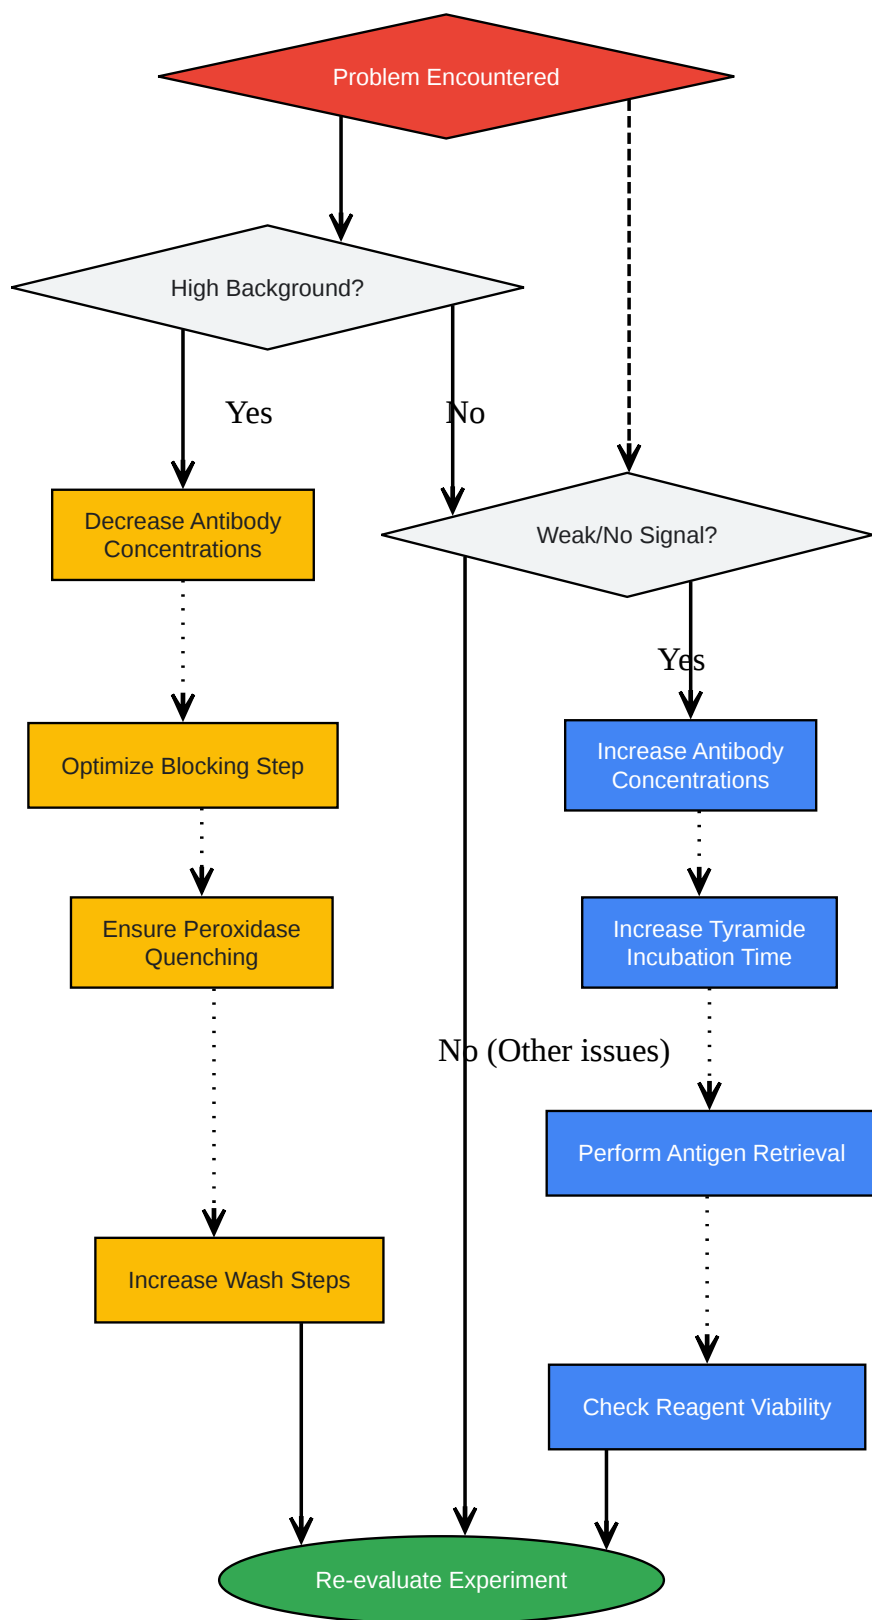 Problem Encountered
High Background?
Yes
No
Decrease Antibody
Concentrations
Weak/No Signal?
Yes
Optimize Blocking Step
Increase Antibody
Concentrations
Ensure Peroxidase
Quenching
Increase Tyramide
Incubation Time
No (Other issues)
Perform Antigen Retrieval
Increase Wash Steps
Check Reagent Viability
Re-evaluate Experiment